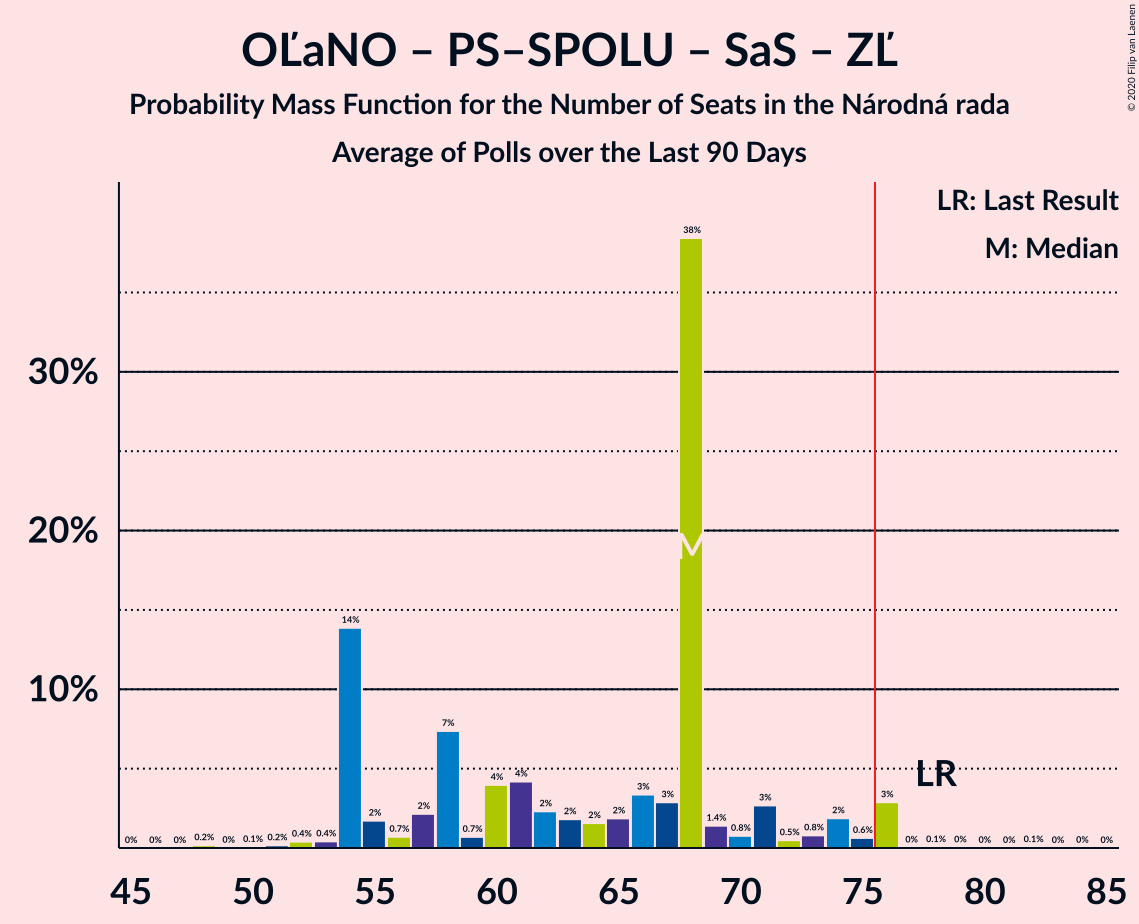 OĽaNO – PS–SPOLU – SaS – ZĽ
Probability Mass Function for the Number of Seats in the Národná rada
Average of Polls over the Last 90 Days
© 2020 Filip van Laenen
LR: Last Result
M: Median
30%
20%
10%
0% 0% 0% 0.2% 0% 0.1% 0.2% 0.4% 0.4% 14% 2% 0.7% 2% 7% 0.7% 4% 4% 2% 2% 2% 2% 3% 3% 38% 1.4% 0.8% 3% 0.5% 0.8% 2% 0.6% 3% 0% 0.1% 0% 0% 0% 0.1% 0% 0% 0%
M
LR
45 50 55 60 65 70 75 80 85